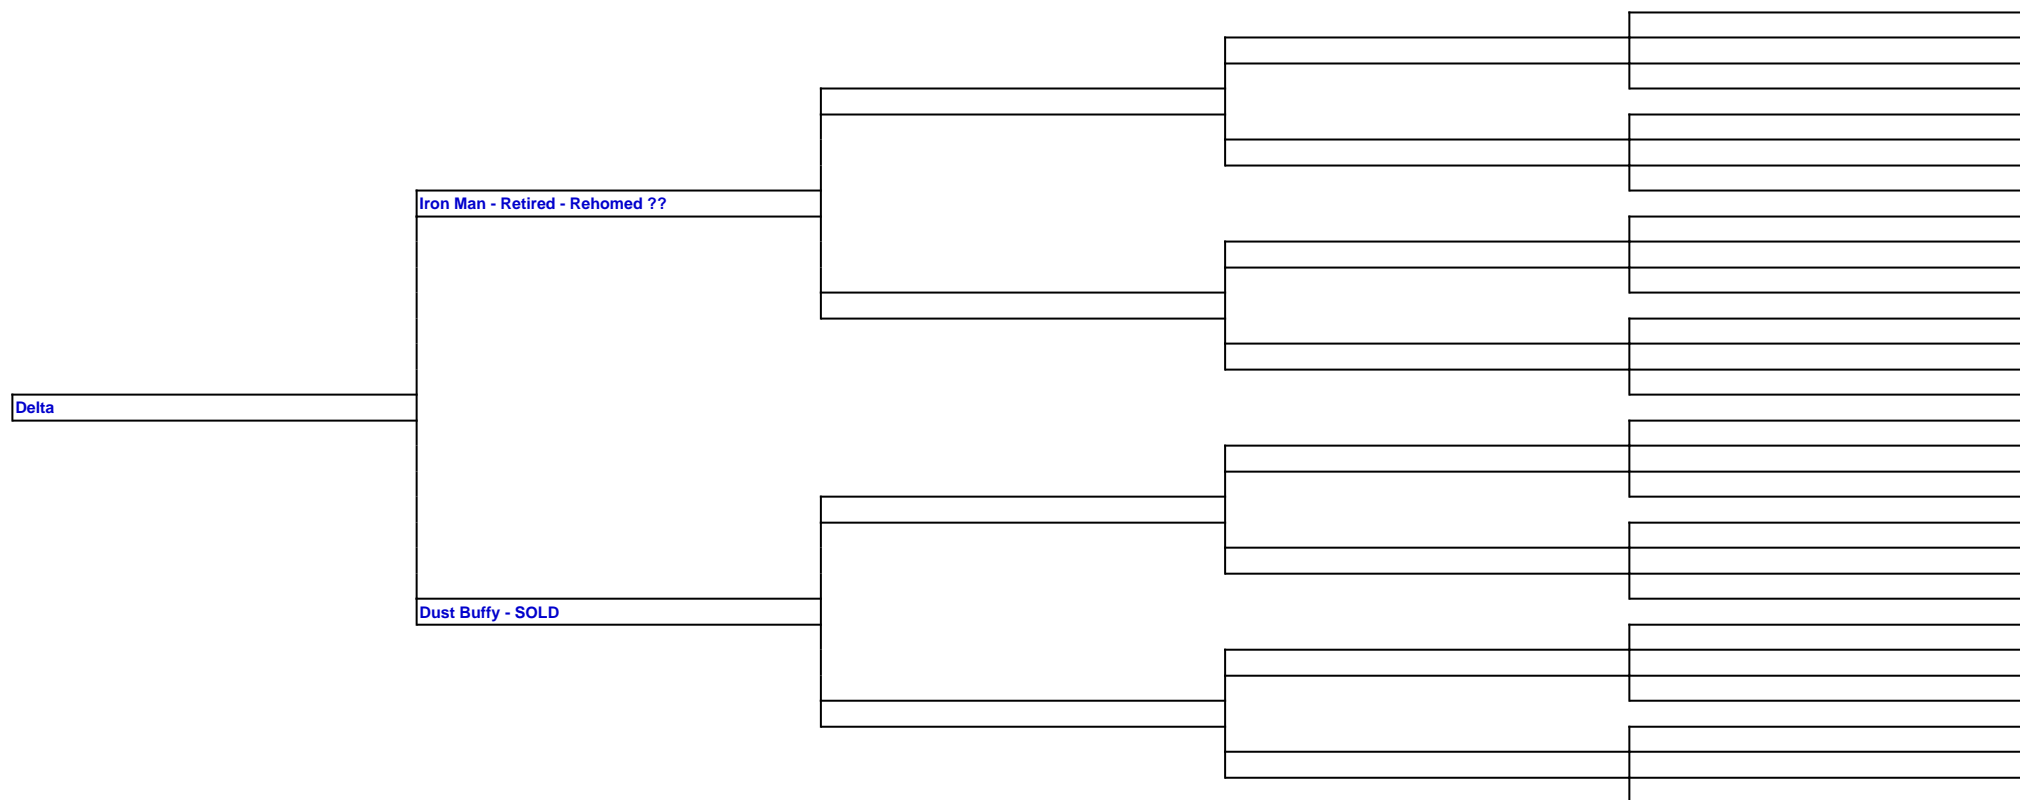 Iron Man - Retired - Rehomed ??
Delta
Dust Buffy - SOLD